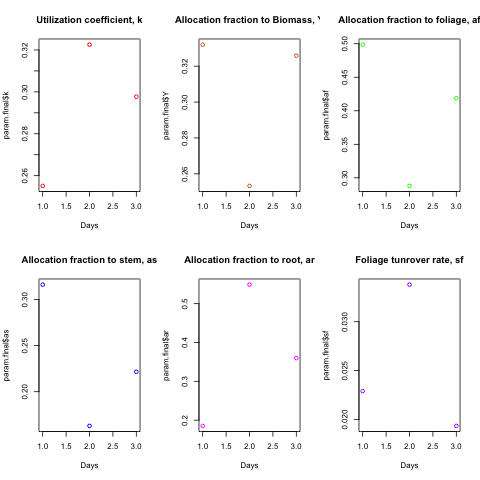 Utilization coefficient, k
param.final$k
0.26 0.28 0.30 0.32
1.0 1.5 2.0 2.5 3.0
Days
Allocation fraction to Biomass,
param.final$Y
0.26 0.28 0.30 0.32
1.0 1.5 2.0 2.5 3.0
Days
Allocation fraction to foliage, af
param.final$af
0.30 0.35 0.40 0.45 0.50
1.0 1.5 2.0 2.5 3.0
Days
Allocation fraction to stem, as
param.final$as
0.20 0.30
1.0 1.5 2.0 2.5 3.0
Days
Allocation fraction to root, ar
param.final$ar
0.2 0.3 0.4 0.5
1.0 1.5 2.0 2.5 3.0
Days
Foliage tunrover rate, sf
param.final$sf
0.020 0.025 0.030
1.0 1.5 2.0 2.5 3.0
Days